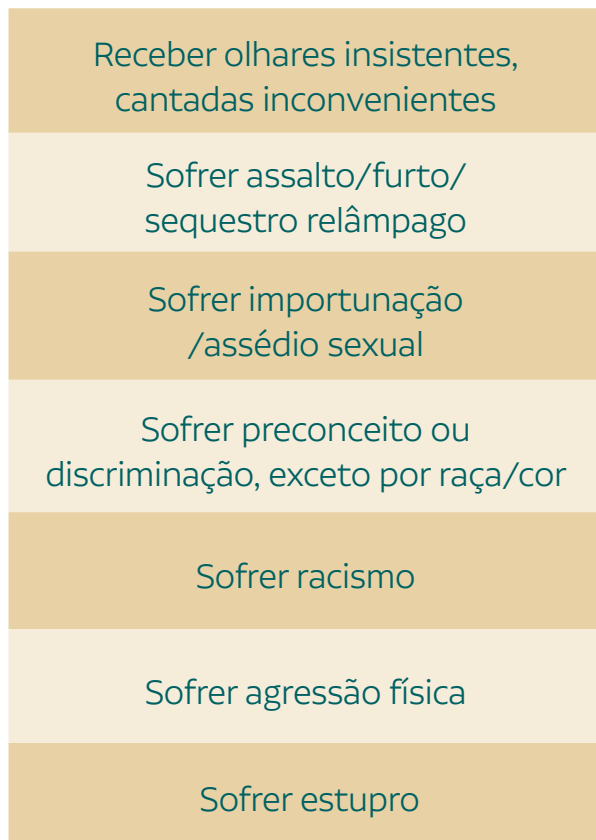 Receber olhares insistentes,
cantadas inconvenientes
Sofrer assalto/furto/
sequestro relâmpago
Sofrer importunação
/assédio sexual
Sofrer preconceito ou
discriminação, exceto por raça/cor
Sofrer racismo
Sofrer agressão física
Sofrer estupro